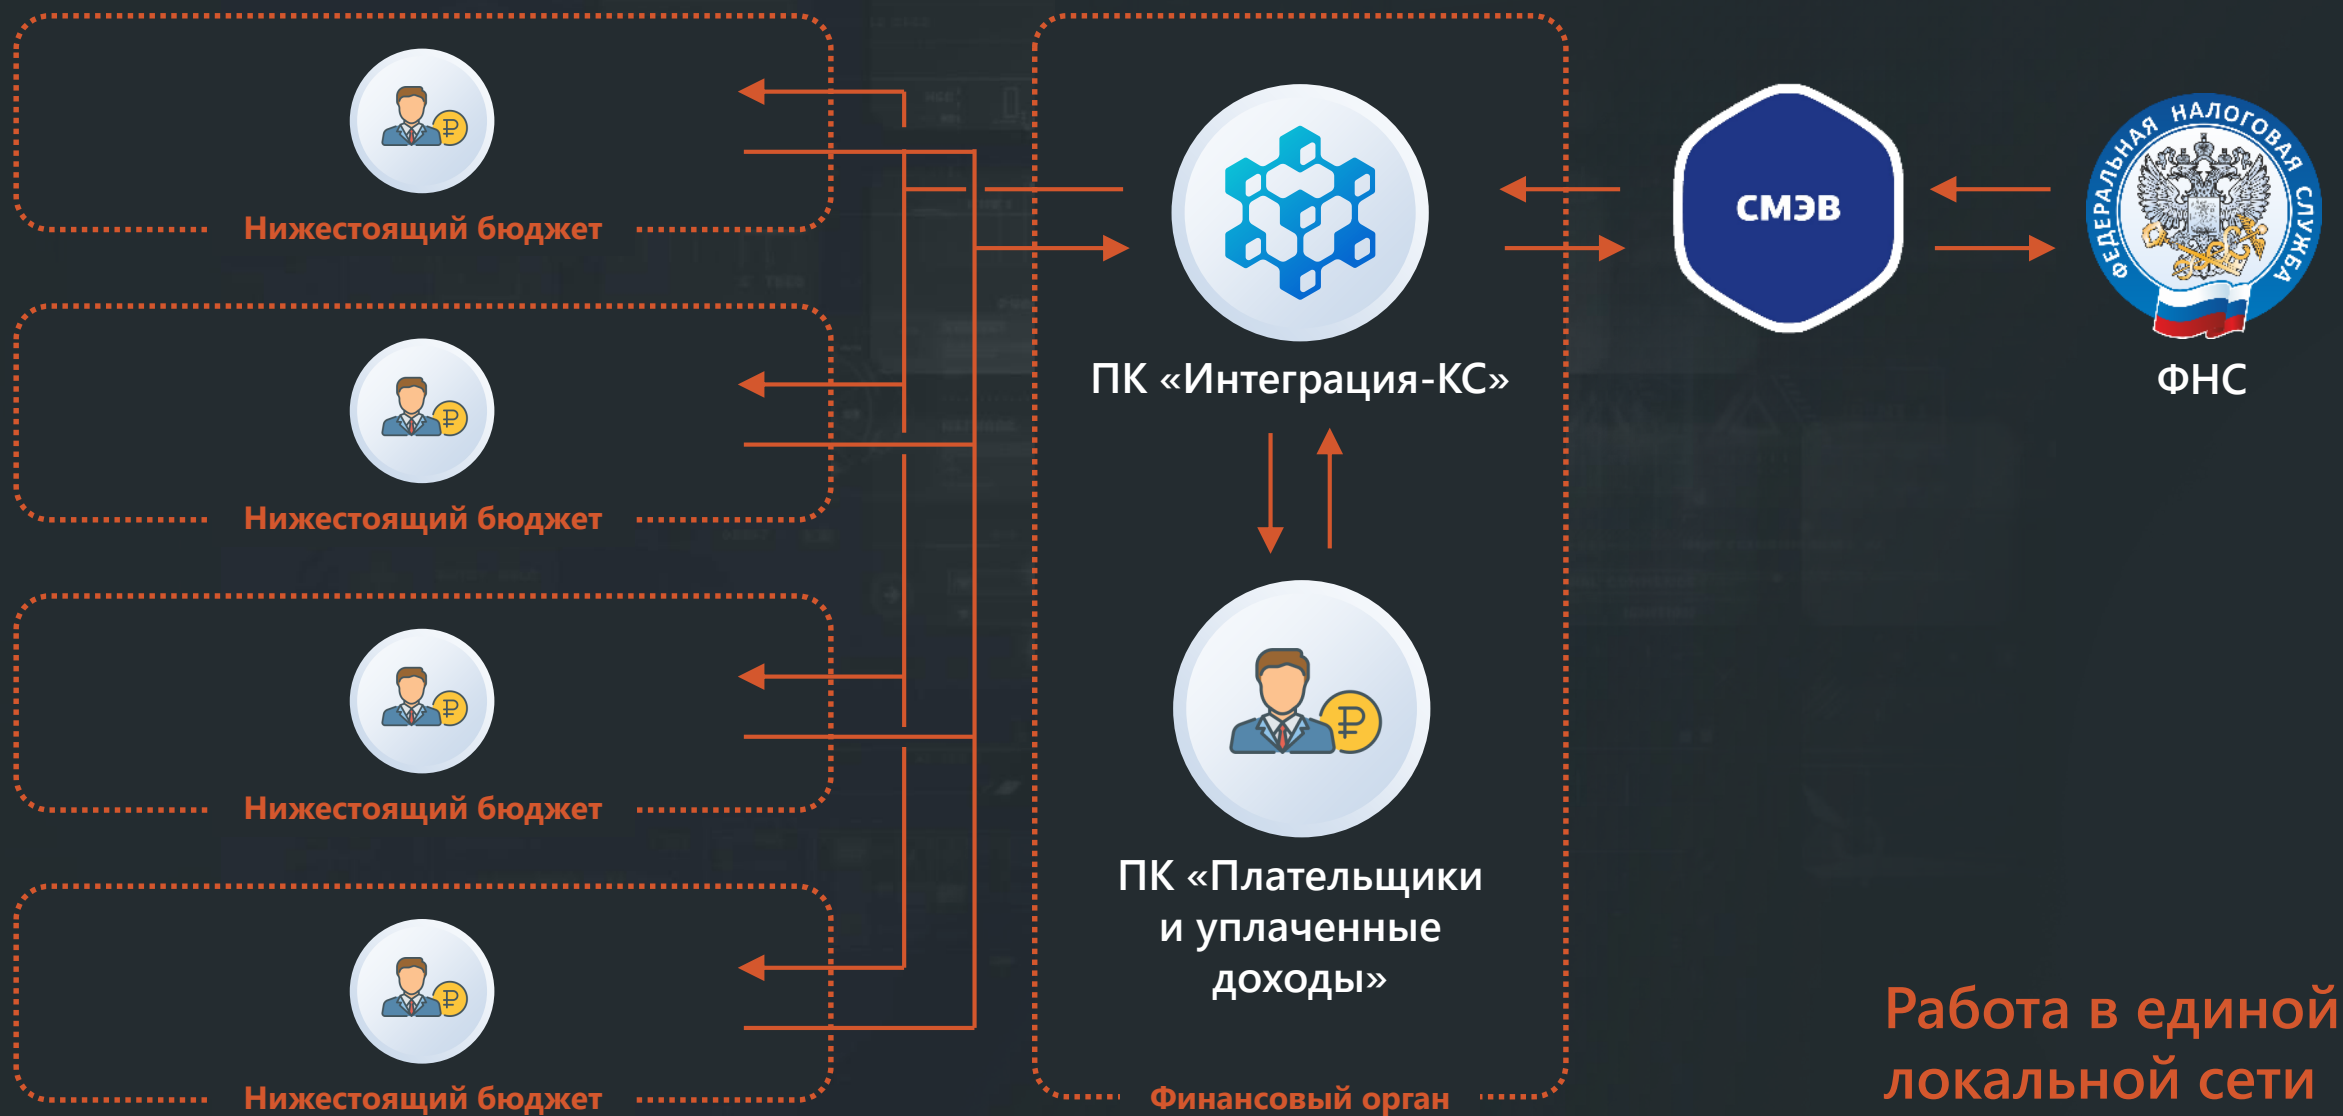 Нижестоящий бюджет
Нижестоящий бюджет
Нижестоящий бюджет
Нижестоящий бюджет
ПК «Интеграция-КС»
ПК «Плательщики
и уплаченные
доходы»
Финансовый орган
СМЭВ
ФЕДЕРАЛЬНАЯ НАЛОГОВАЯ СЛУЖБА
ФНС
Работа в единой
локальной сети